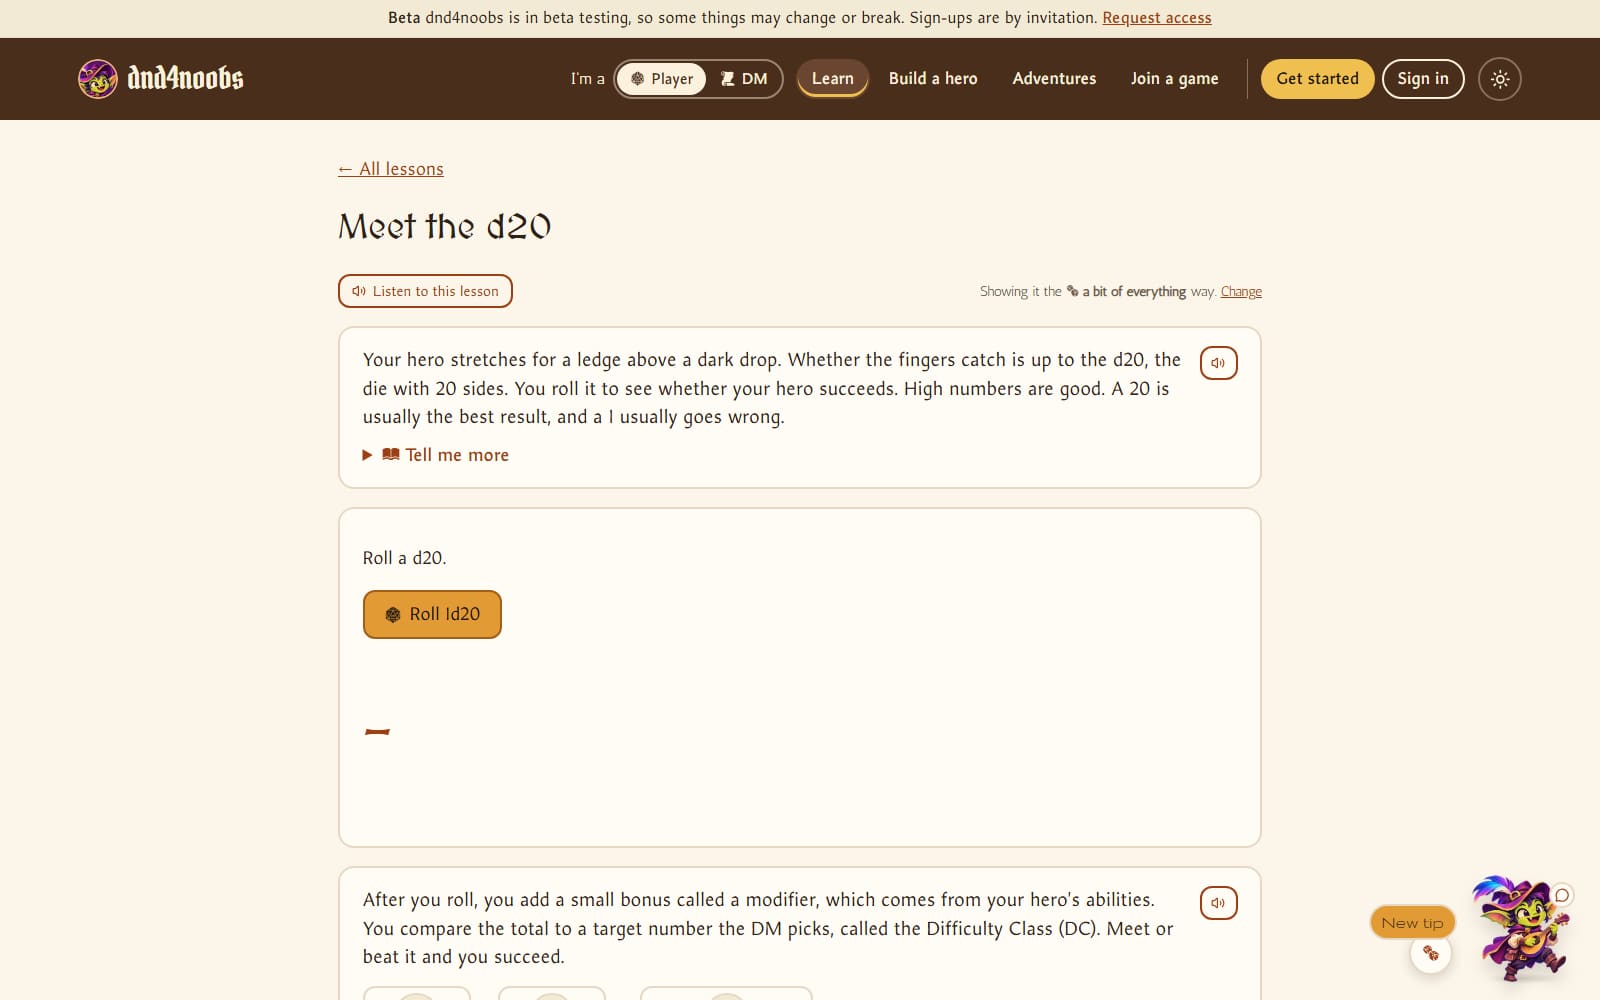 Beta dnd4noobs is in beta testing, so some things may change or break. Sign-ups are by invitation. Request access
dnd4noobs
I'm a Player DM Learn Build a hero Adventures Join a game Get started Sign in
← All lessons
Meet the d20
Listen to this lesson
Showing it the a bit of everything way. Change
Your hero stretches for a ledge above a dark drop. Whether the fingers catch is up to the d20, the
die with 20 sides. You roll it to see whether your hero succeeds. High numbers are good. A 20 is
usually the best result, and a 1 usually goes wrong.
Tell me more
Roll a d20.
Roll 1d20
—
After you roll, you add a small bonus called a modifier, which comes from your hero's abilities.
You compare the total to a target number the DM picks, called the Difficulty Class (DC). Meet or
beat it and you succeed.
New tip